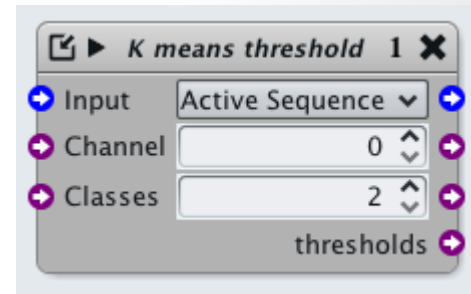 K means threshold 1
Input Active Sequence
Channel 0
Classes 2
thresholds